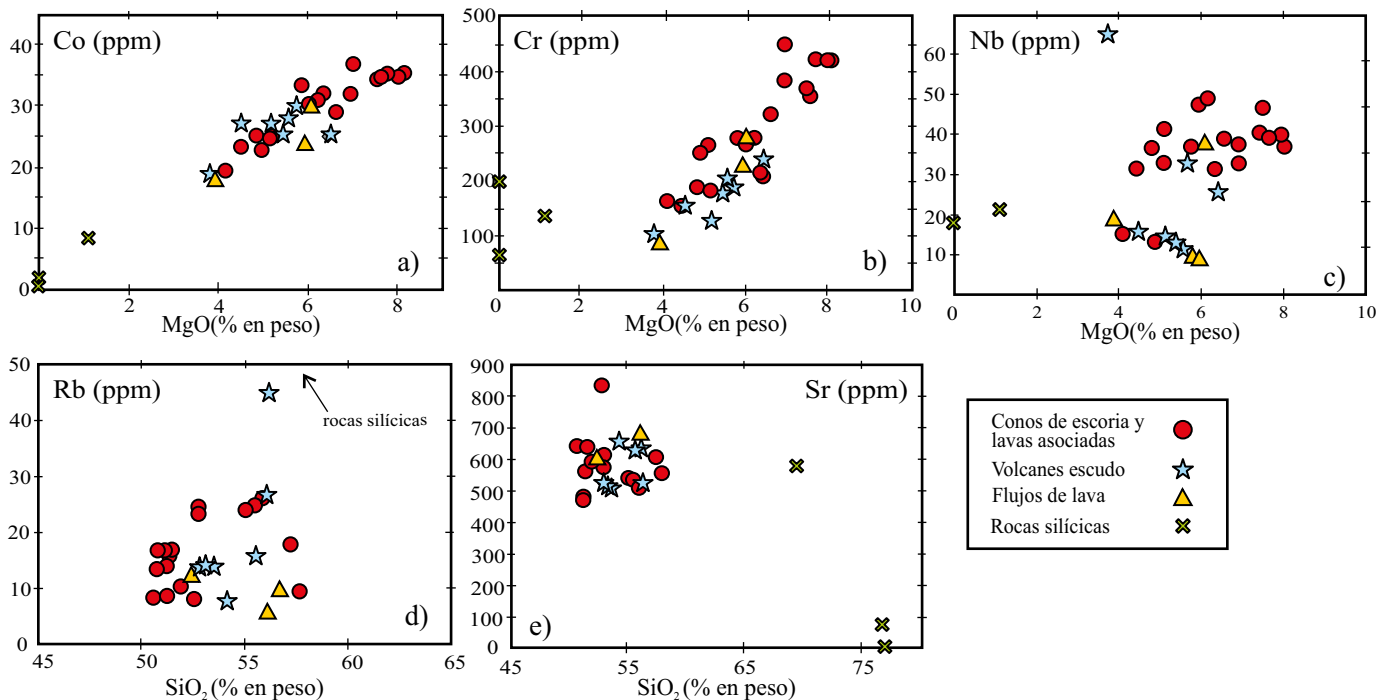 Co (ppm)
40
30
20
10
0
2
4
6
8
a)
MgO(% en peso)
Cr (ppm)
500
400
300
200
100
0
2
4
6
8
10
b)
MgO(% en peso)
Nb (ppm)
60
50
40
30
20
10
0
2
4
6
8
10
c)
MgO(% en peso)
Rb (ppm)
rocas silícicas
50
40
30
20
10
0
45
50
55
60
65
d)
SiO₂(% en peso)
Sr (ppm)
900
800
700
600
500
400
300
200
100
0
45
55
65
75
e)
SiO₂(% en peso)
Conos de escoria y
lavas asociadas
Volcanes escudo
Flujos de lava
Rocas silícicas